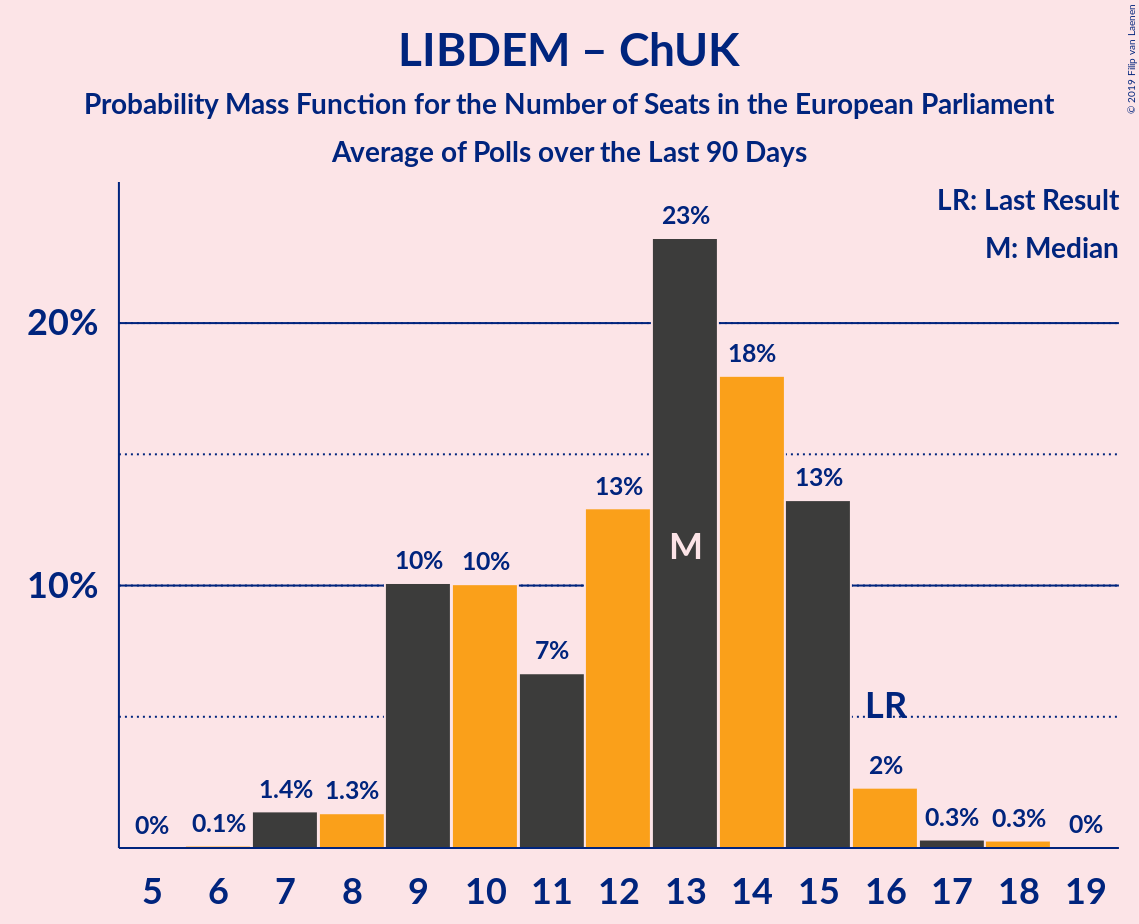 LIBDEM – ChUK
Probability Mass Function for the Number of Seats in the European Parliament
Average of Polls over the Last 90 Days
© 2019 Filip van Laenen
LR: Last Result
M: Median
23%
20%
18%
13%
13%
M
10%
10%
10%
7%
LR
2%
1.4%
1.3%
0.3%
0.3%
0%
0.1%
0%
5 6 7 8 9 10 11 12 13 14 15 16 17 18 19